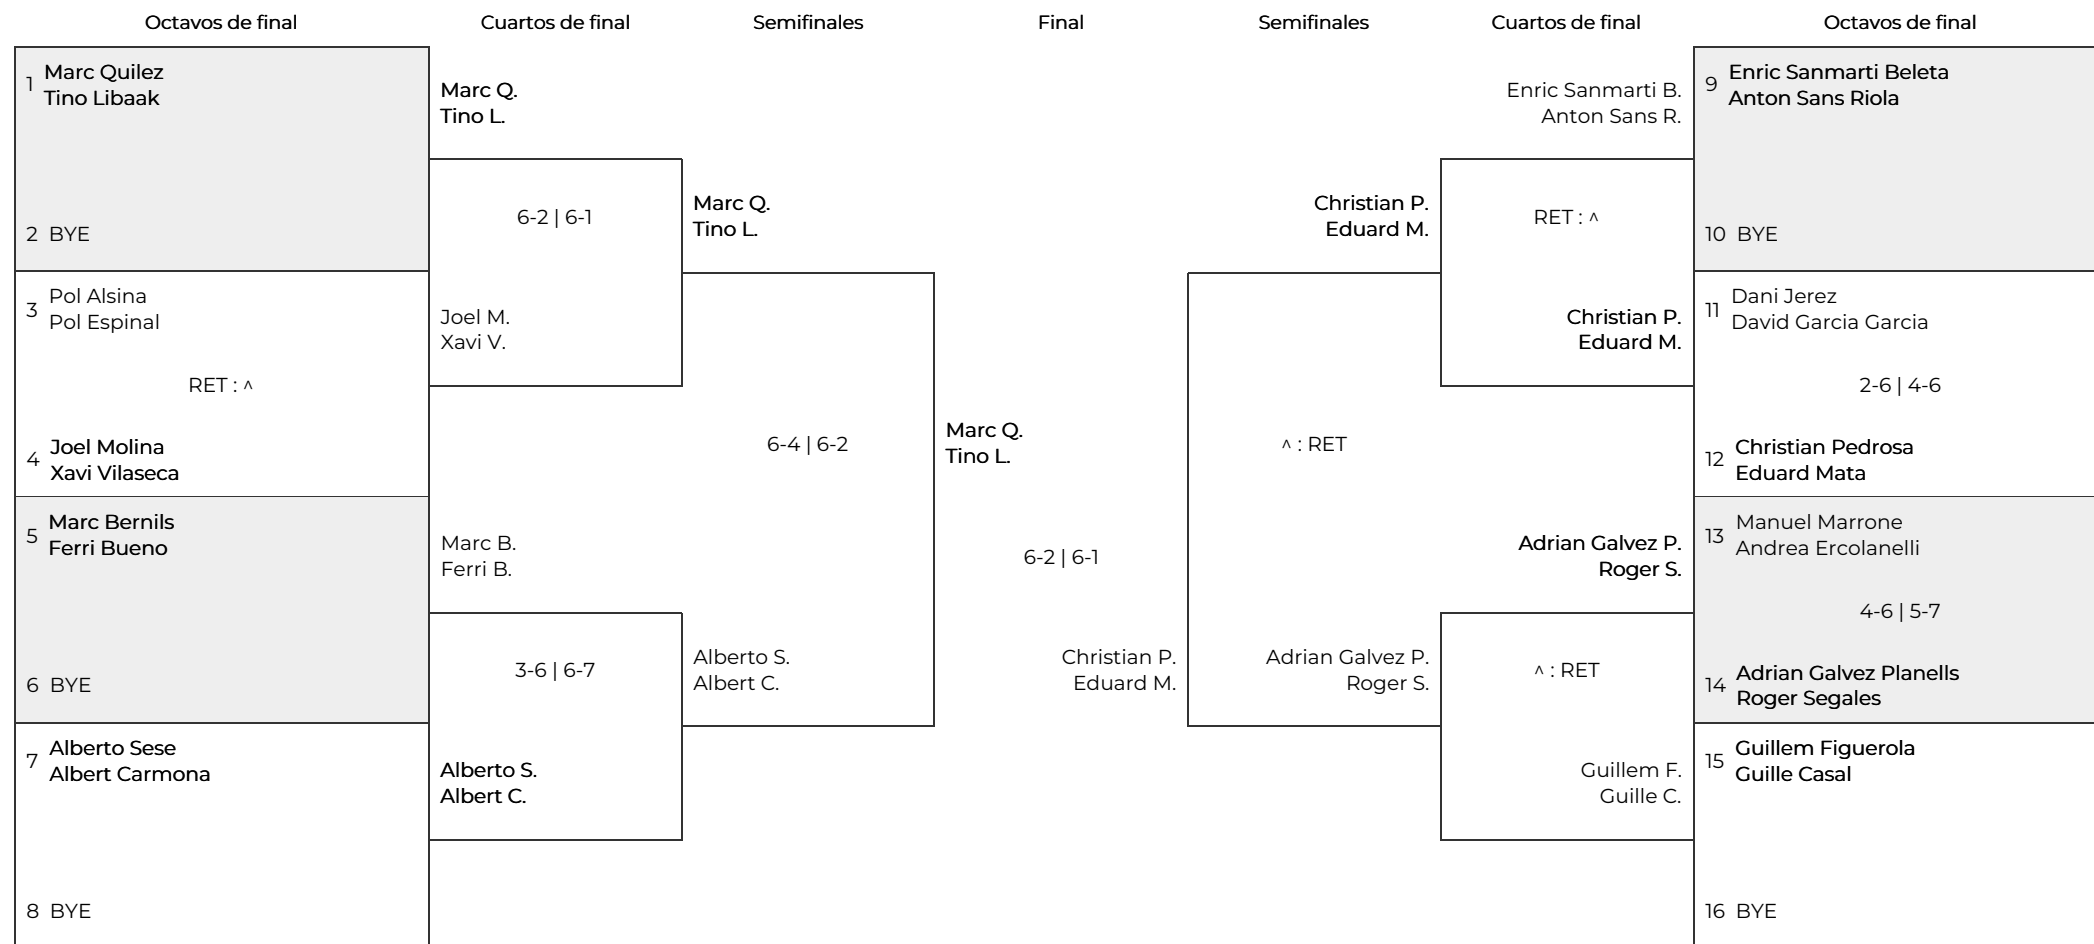 Octavos de final
Cuartos de final
Semifinales
Final
Semifinales
Cuartos de final
Octavos de final
1
Marc Quilez
Tino Libaak
2 BYE
3
Pol Alsina
Pol Espinal
RET : ^
4
Joel Molina
Xavi Vilaseca
5
Marc Bernils
Ferri Bueno
6 BYE
7
Alberto Sese
Albert Carmona
8 BYE
Marc Q.
Tino L.
6-2 | 6-1
Joel M.
Xavi V.
Marc B.
Ferri B.
3-6 | 6-7
Alberto S.
Albert C.
Marc Q.
Tino L.
6-4 | 6-2
Alberto S.
Albert C.
Marc Q.
Tino L.
6-2 | 6-1
Christian P.
Eduard M.
Christian P.
Eduard M.
^ : RET
Adrian Galvez P.
Roger S.
Enric Sanmarti B.
Anton Sans R.
RET : ^
Christian P.
Eduard M.
Adrian Galvez P.
Roger S.
^ : RET
Guillem F.
Guille C.
9
Enric Sanmarti Beleta
Anton Sans Riola
10 BYE
11
Dani Jerez
David Garcia Garcia
2-6 | 4-6
12
Christian Pedrosa
Eduard Mata
13
Manuel Marrone
Andrea Ercolanelli
4-6 | 5-7
14
Adrian Galvez Planells
Roger Segales
15
Guillem Figuerola
Guille Casal
16 BYE